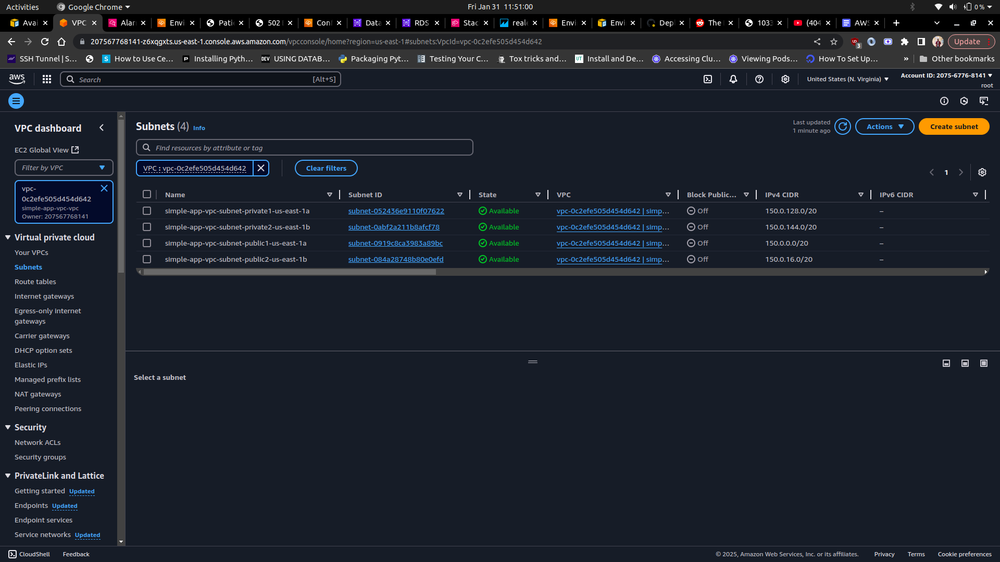 Activities
Google Chrome
Fri Jan 31 11:51:00
0 %
Avai
VPC
Alar
Envi
Patie
502
Conf
Data
RDS
Stac
reale
Envi
Envi
Depl
The
1033
(404
AWS
207567768141-z6xqgxts.us-east-1.console.aws.amazon.com/vpcconsole/home?region=us-east-1#subnets:VpcId=vpc-0c2efe505d454d642
3
Update
SSH Tunnel | S...
S
How to Use Ce...
P
Installing Pyth...
DEV
USING DATAB...
Packaging Pyt...
Testing Your C...
Tox tricks and...
UT
Install and De...
Accessing Clu...
Viewing Pods...
How To Set Up...
»
Other bookmarks
aws
Search
[Alt+S]
United States (N. Virginia)
Account ID: 2075-6776-8141
root
VPC dashboard
EC2 Global View
Filter by VPC
vpc-
0c2efe505d454d642
simple-app-vpc-vpc
Owner: 207567768141
Virtual private cloud
Your VPCs
Subnets
Route tables
Internet gateways
Egress-only internet
gateways
Carrier gateways
DHCP option sets
Elastic IPs
Managed prefix lists
NAT gateways
Peering connections
Security
Network ACLs
Security groups
PrivateLink and Lattice
Getting started Updated
Endpoints Updated
Endpoint services
Service networks Updated
Subnets (4) Info
Last updated
1 minute ago
Actions
Create subnet
Find resources by attribute or tag
VPC : vpc-0c2efe505d454d642
Clear filters
1
Name Subnet ID State VPC Block Public... IPv4 CIDR IPv6 CIDR
simple-app-vpc-subnet-private1-us-east-1a subnet-052436e9110f07622 Available vpc-0c2efe505d454d642 | simp... Off 150.0.128.0/20 –
simple-app-vpc-subnet-private2-us-east-1b subnet-0abf2a211b8afcf78 Available vpc-0c2efe505d454d642 | simp... Off 150.0.144.0/20 –
simple-app-vpc-subnet-public1-us-east-1a subnet-0919c8ca3983a89bc Available vpc-0c2efe505d454d642 | simp... Off 150.0.0.0/20 –
simple-app-vpc-subnet-public2-us-east-1b subnet-084a28748b80e0efd Available vpc-0c2efe505d454d642 | simp... Off 150.0.16.0/20 –
Select a subnet
CloudShell
Feedback
© 2025, Amazon Web Services, Inc. or its affiliates.
Privacy
Terms
Cookie preferences